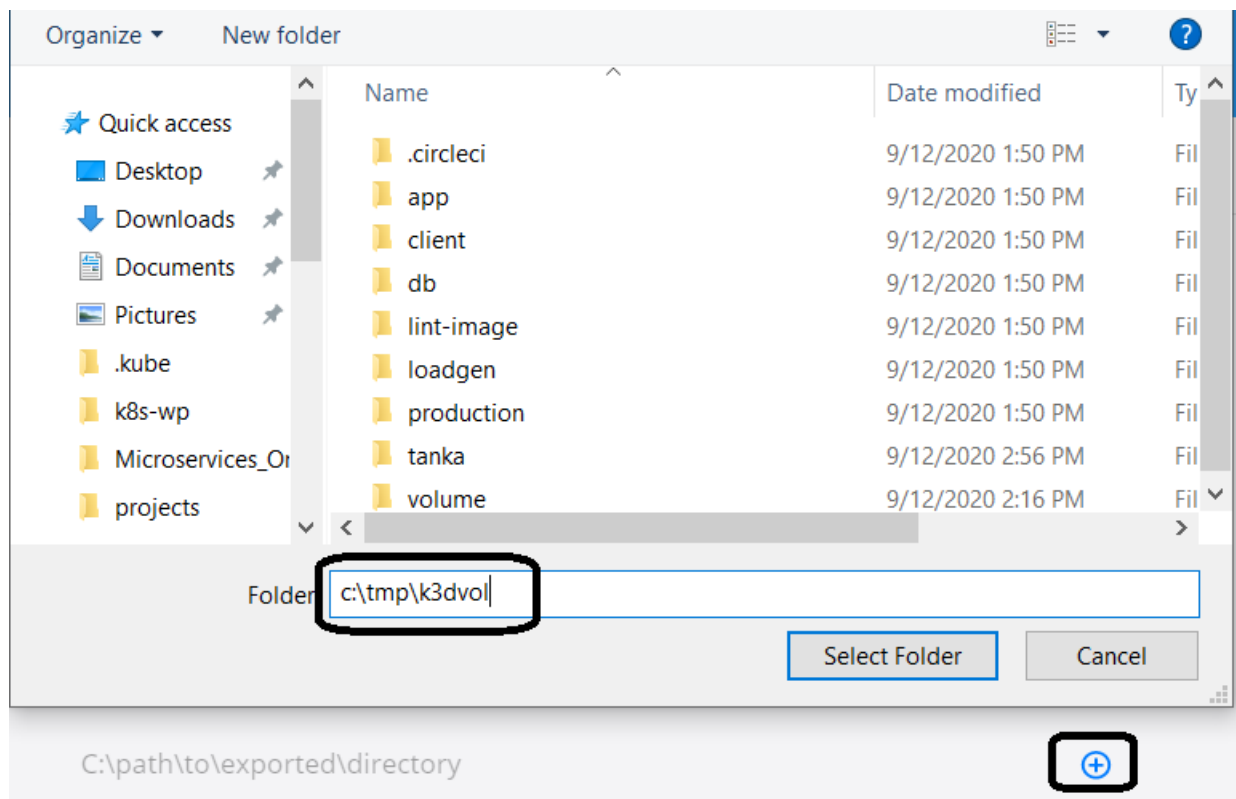 Organize New folder ?
Name Date modified Ty
Quick access
.circleci 9/12/2020 1:50 PM Fil
Desktop
app 9/12/2020 1:50 PM Fil
Downloads
client 9/12/2020 1:50 PM Fil
Documents
db 9/12/2020 1:50 PM Fil
Pictures
lint-image 9/12/2020 1:50 PM Fil
.kube
loadgen 9/12/2020 1:50 PM Fil
k8s-wp
production 9/12/2020 1:50 PM Fil
Microservices_Or
tanka 9/12/2020 2:56 PM Fil
projects
volume 9/12/2020 2:16 PM Fil
Folder c:\tmp\k3dvol
Select Folder Cancel
C:\path\to\exported\directory